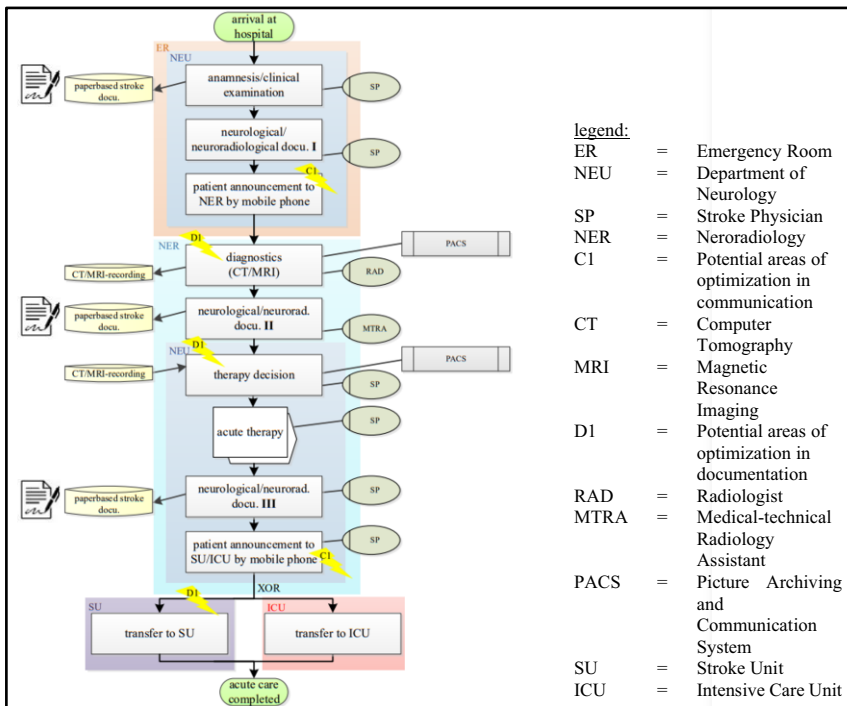 arrival at
hospital
ER
NEU
paperbased stroke
docu.
anamnesis/clinical
examination
SP
neurological/
neuroradiological docu. I
SP
C1
patient announcement to
NER by mobile phone
NER
D1
diagnostics
(CT/MRI)
PACS
CT/MRI-recording
RAD
paperbased stroke
docu.
neurological/neurorad.
docu. II
MTRA
NEU
D1
CT/MRI-recording
therapy decision
PACS
SP
acute therapy
SP
paperbased stroke
docu.
neurological/neurorad.
docu. III
SP
patient announcement to
SU/ICU by mobile phone
SP
C1
XOR
SU
D1
ICU
transfer to SU
transfer to ICU
acute care
completed
legend:
ER = Emergency Room
NEU = Department of
Neurology
SP = Stroke Physician
NER = Neroradiology
C1 = Potential areas of
optimization in
communication
CT = Computer
Tomography
MRI = Magnetic
Resonance
Imaging
D1 = Potential areas of
optimization in
documentation
RAD = Radiologist
MTRA = Medical-technical
Radiology
Assistant
PACS = Picture Archiving
and
Communication
System
SU = Stroke Unit
ICU = Intensive Care Unit